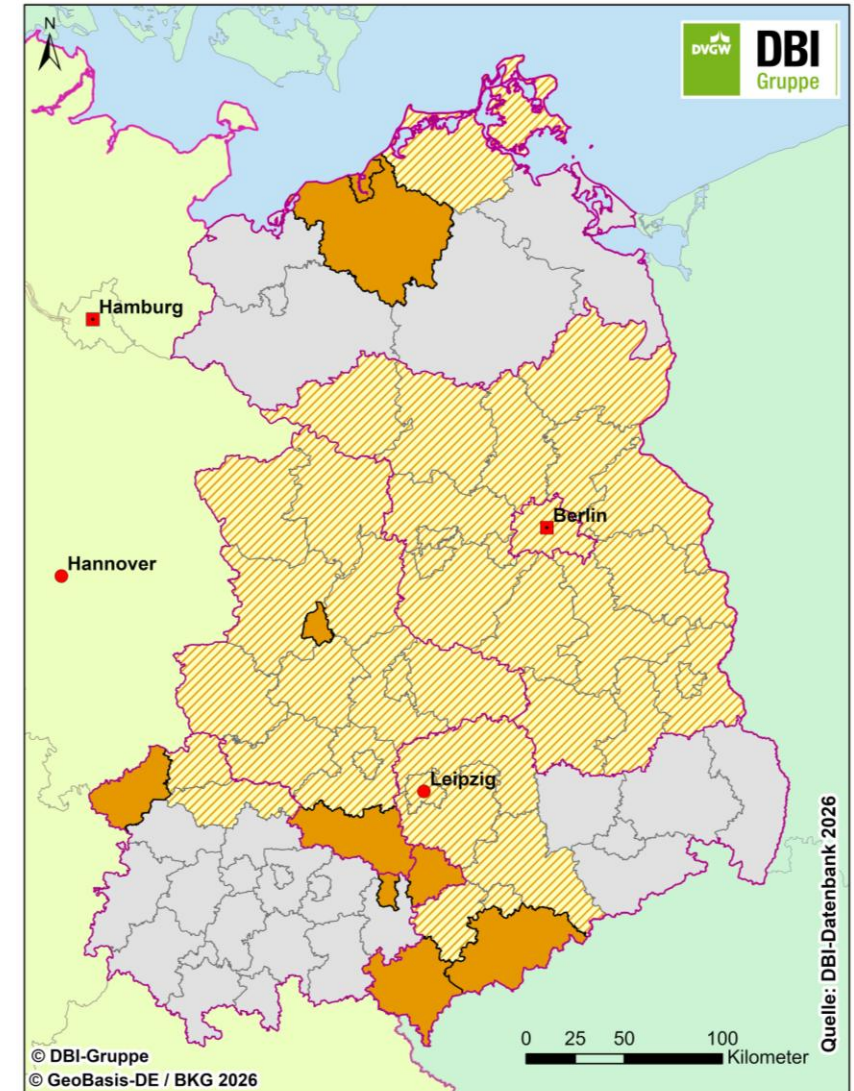 N
DVGW
DBI
Gruppe
Hamburg
Berlin
Hannover
Leipzig
0 25 50 100
Kilometer
© DBI-Gruppe
© GeoBasis-DE / BKG 2026
Quelle: DBI-Datenbank 2026